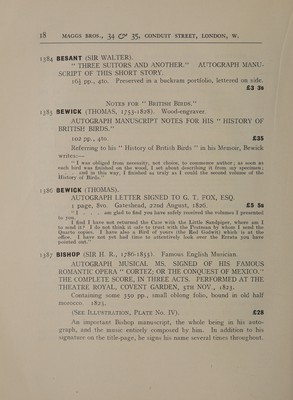 18 MAGGS BROS., 34 & 35, CONDUIT STREET, LONDON, W.
1384 BESANT (SIR WALTER).
" THREE SUITORS AND ANOTHER." AUTOGRAPH MANU-
SCRIPT OF THIS SHORT STORY.
16½ pp., 4to. Preserved in a buckram portfolio, lettered on side.
£3 3s
NOTES FOR " BRITISH BIRDS."
1385 BEWICK (THOMAS, 1753-1828). Wood-engraver.
AUTOGRAPH MANUSCRIPT NOTES FOR HIS " HISTORY OF
BRITISH BIRDS."
102 pp., 4to £35
Referring to his " History of British Birds " in his Memoir, Bewick
writes:—
" I was obliged from necessity, not choice, to commence author; as soon as
each bird was finished on the wood, I set about describing it from my specimen;
. . . and in this way, I finished as truly as I could the second volume of the
History of Birds."
1386 BEWICK (THOMAS).
AUTOGRAPH LETTER SIGNED TO G. T. FOX, ESQ.
1 page, 8vo. Gateshead, 22nd August, 1826. £5 5s
" I . . . am glad to find you have safely received the volumes I presented
to you.
I find I have not returned the Cuts with the Little Sandpiper, where am I
to send it? I do not think it safe to trust with the Postman by whom I send the
Quarto copies. I have also a Bird of yours (the Red Godwit) which is at the
office. I have not yet had time to attentively look over the Errata you have
pointed out."
1387 BISHOP (SIR H. R., 1786-1855). Famous English Musician.
AUTOGRAPH MUSICAL MS. SIGNED OF HIS FAMOUS
ROMANTIC OPERA " CORTEZ; OR THE CONQUEST OF MEXICO."
THE COMPLETE SCORE, IN THREE ACTS. PERFORMED AT THE
THEATRE ROYAL, COVENT GARDEN, 5TH NOV., 1823.
Containing some 350 pp., small oblong folio, bound in old half
morocco. 1823.
(SEE ILLUSTRATION, PLATE NO. IV). £28
An important Bishop manuscript, the whole being in his auto-
graph, and the music entirely composed by him. In addition to his
signature on the title-page, he signs his name several times throughout.